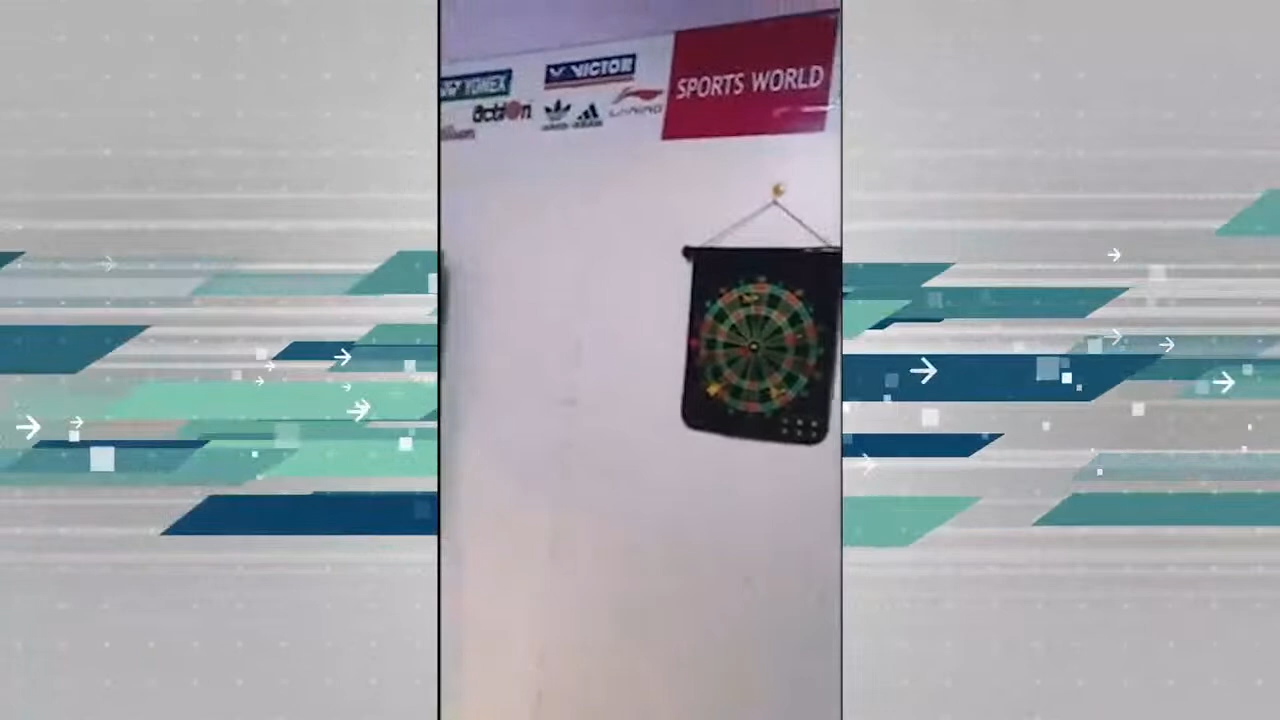 YONEX
VICTOR
SPORTS WORLD
action
LI-NING
adidas